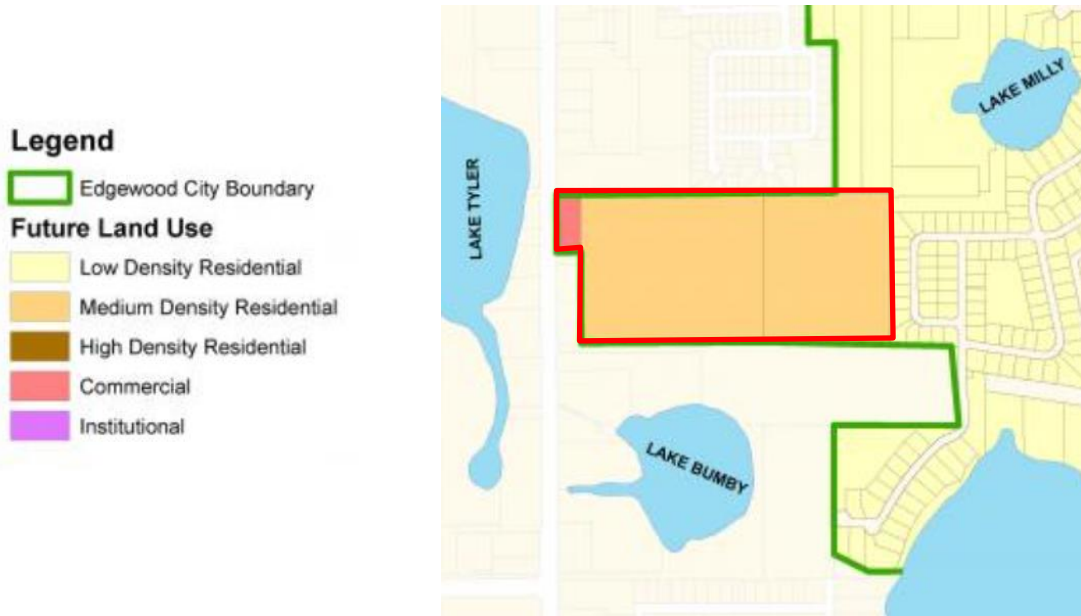 Legend
Edgewood City Boundary
Future Land Use
Low Density Residential
Medium Density Residential
High Density Residential
Commercial
Institutional
LAKE TYLER
LAKE MILLY
LAKE BUMBY